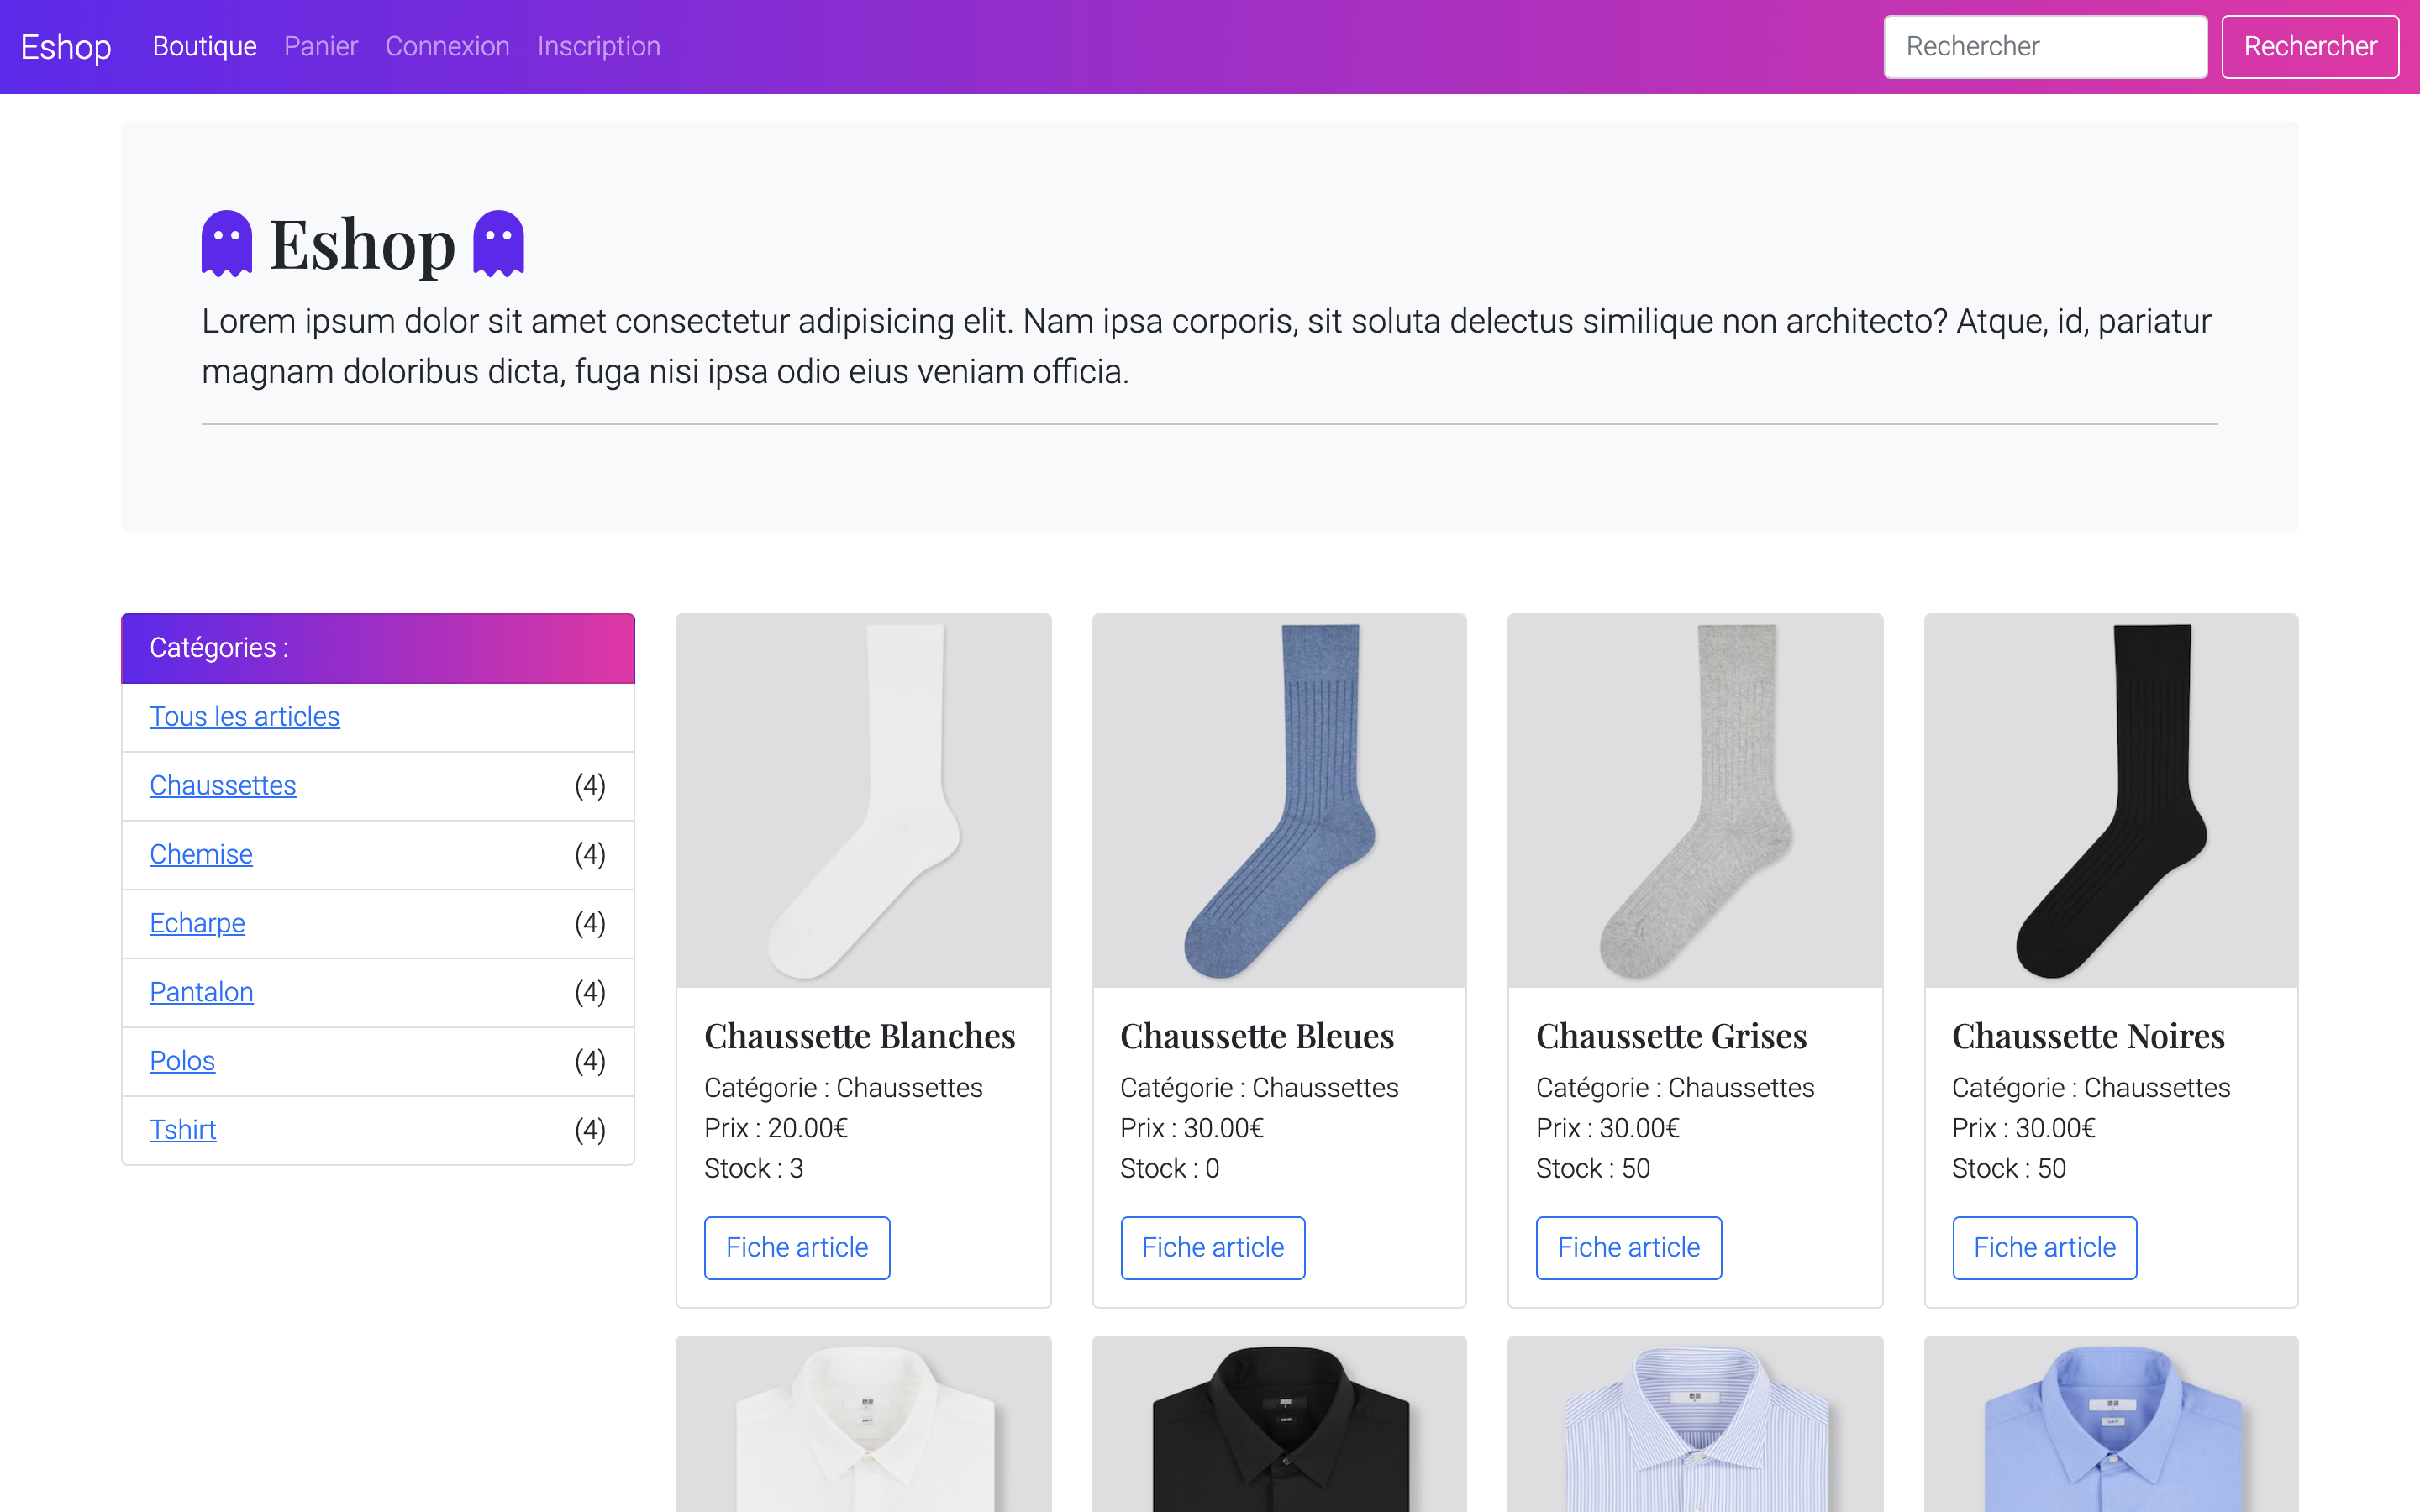 Eshop Boutique Panier Connexion Inscription Rechercher Rechercher
Eshop
Lorem ipsum dolor sit amet consectetur adipisicing elit. Nam ipsa corporis, sit soluta delectus similique non architecto? Atque, id, pariatur
magnam doloribus dicta, fuga nisi ipsa odio eius veniam officia.
Catégories :
Tous les articles
Chaussettes (4)
Chemise (4)
Echarpe (4)
Pantalon (4)
Polos (4)
Tshirt (4)
Chaussette Blanches
Catégorie : Chaussettes
Prix : 20.00€
Stock : 3
Fiche article
Chaussette Bleues
Catégorie : Chaussettes
Prix : 30.00€
Stock : 0
Fiche article
Chaussette Grises
Catégorie : Chaussettes
Prix : 30.00€
Stock : 50
Fiche article
Chaussette Noires
Catégorie : Chaussettes
Prix : 30.00€
Stock : 50
Fiche article